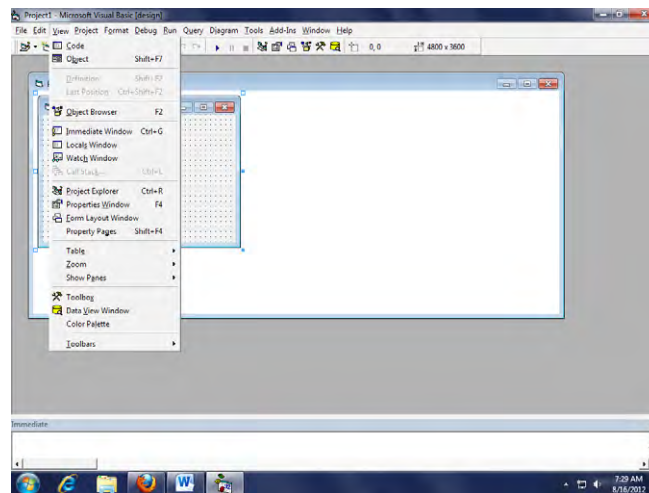 Project1 - Microsoft Visual Basic [design]
File Edit View Project Format Debug Run Query Diagram Tools Add-Ins Window Help
0,0 4800 x 3600
Code
Object Shift+F7
Definition Shift+F2
Last Position Ctrl+Shift+F2
Object Browser F2
Immediate Window Ctrl+G
Locals Window
Watch Window
Call Stack... Ctrl+L
Project Explorer Ctrl+R
Properties Window F4
Form Layout Window
Property Pages Shift+F4
Table
Zoom
Show Panes
Toolbox
Data View Window
Color Palette
Toolbars
Immediate
7:29 AM
8/16/2012